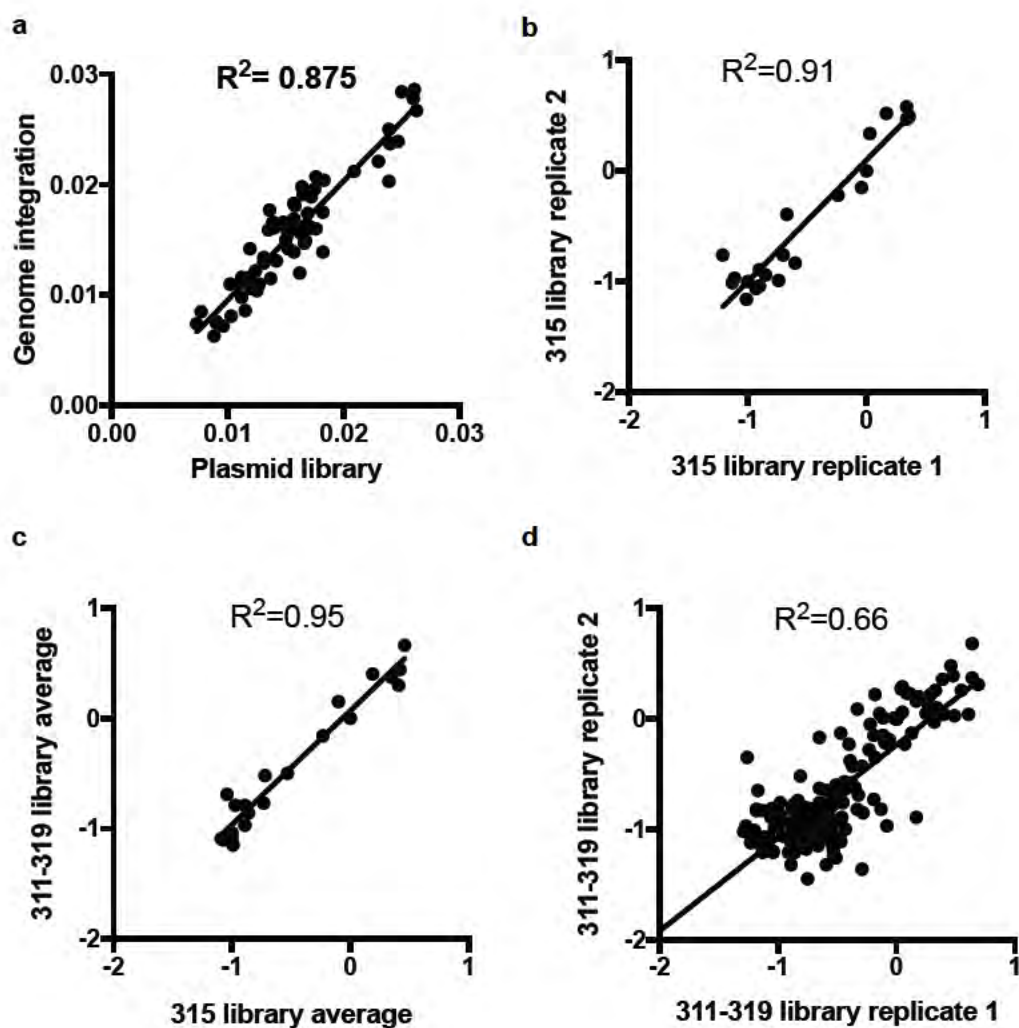 a
R²= 0.875
Genome integration
0.03
0.02
0.01
0.00
0.00 0.01 0.02 0.03
Plasmid library
b
R²=0.91
315 library replicate 2
1
0
-1
-2
-2 -1 0 1
315 library replicate 1
c
R²=0.95
311-319 library average
1
0
-1
-2
-2 -1 0 1
315 library average
d
R²=0.66
311-319 library replicate 2
1
0
-1
-2
-2 -1 0 1
311-319 library replicate 1